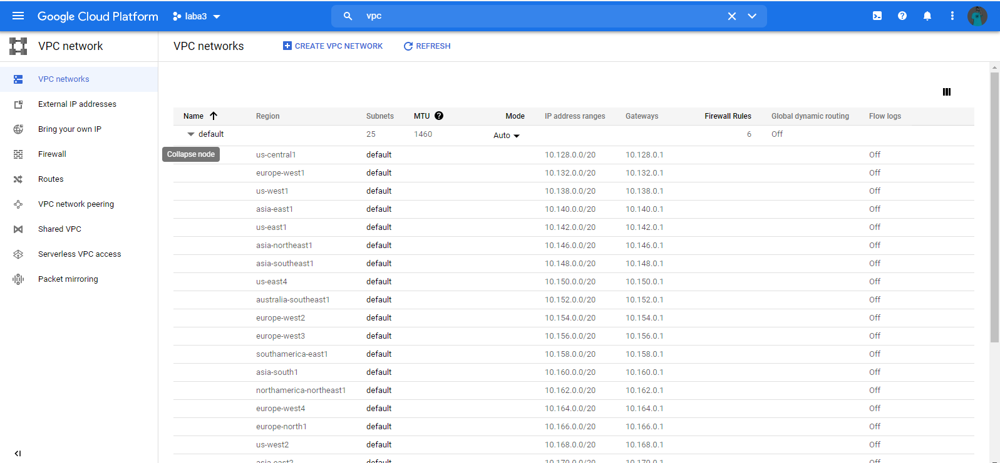 Google Cloud Platform laba3 vpc
VPC network VPC networks CREATE VPC NETWORK REFRESH
VPC networks
External IP addresses
Bring your own IP
Firewall
Routes
VPC network peering
Shared VPC
Serverless VPC access
Packet mirroring
Name Region Subnets MTU Mode IP address ranges Gateways Firewall Rules Global dynamic routing Flow logs
default 25 1460 Auto 6 Off
Collapse node
us-central1 default 10.128.0.0/20 10.128.0.1 Off
europe-west1 default 10.132.0.0/20 10.132.0.1 Off
us-west1 default 10.138.0.0/20 10.138.0.1 Off
asia-east1 default 10.140.0.0/20 10.140.0.1 Off
us-east1 default 10.142.0.0/20 10.142.0.1 Off
asia-northeast1 default 10.146.0.0/20 10.146.0.1 Off
asia-southeast1 default 10.148.0.0/20 10.148.0.1 Off
us-east4 default 10.150.0.0/20 10.150.0.1 Off
australia-southeast1 default 10.152.0.0/20 10.152.0.1 Off
europe-west2 default 10.154.0.0/20 10.154.0.1 Off
europe-west3 default 10.156.0.0/20 10.156.0.1 Off
southamerica-east1 default 10.158.0.0/20 10.158.0.1 Off
asia-south1 default 10.160.0.0/20 10.160.0.1 Off
northamerica-northeast1 default 10.162.0.0/20 10.162.0.1 Off
europe-west4 default 10.164.0.0/20 10.164.0.1 Off
europe-north1 default 10.166.0.0/20 10.166.0.1 Off
us-west2 default 10.168.0.0/20 10.168.0.1 Off
asia-east2 default 10.170.0.0/20 10.170.0.1 Off